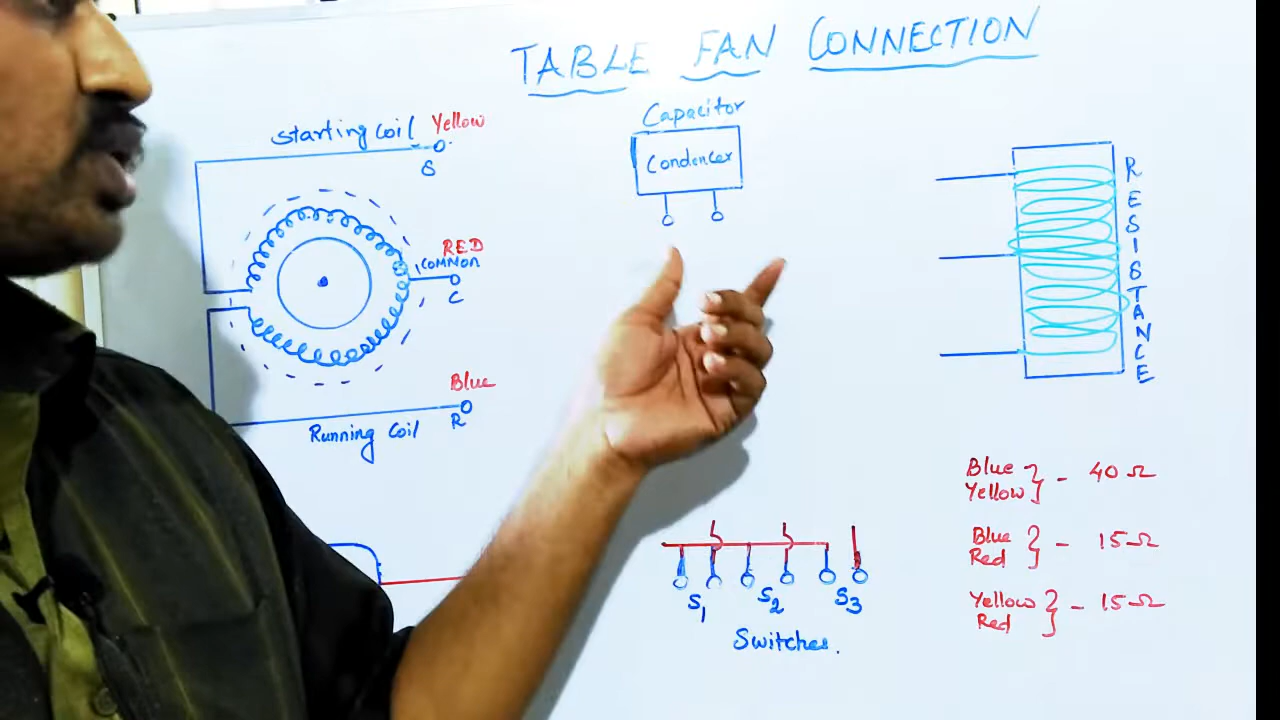 TABLE FAN CONNECTION
Capacitor
Condencer
Starting coil Yellow
S
RED
COMMON
C
Blue
R
Running coil
R
E
S
I
S
T
A
N
C
E
Blue
Yellow } - 40 Ω
Blue
Red } - 15 Ω
Yellow
Red } - 15 Ω
S1 S2 S3
Switches.